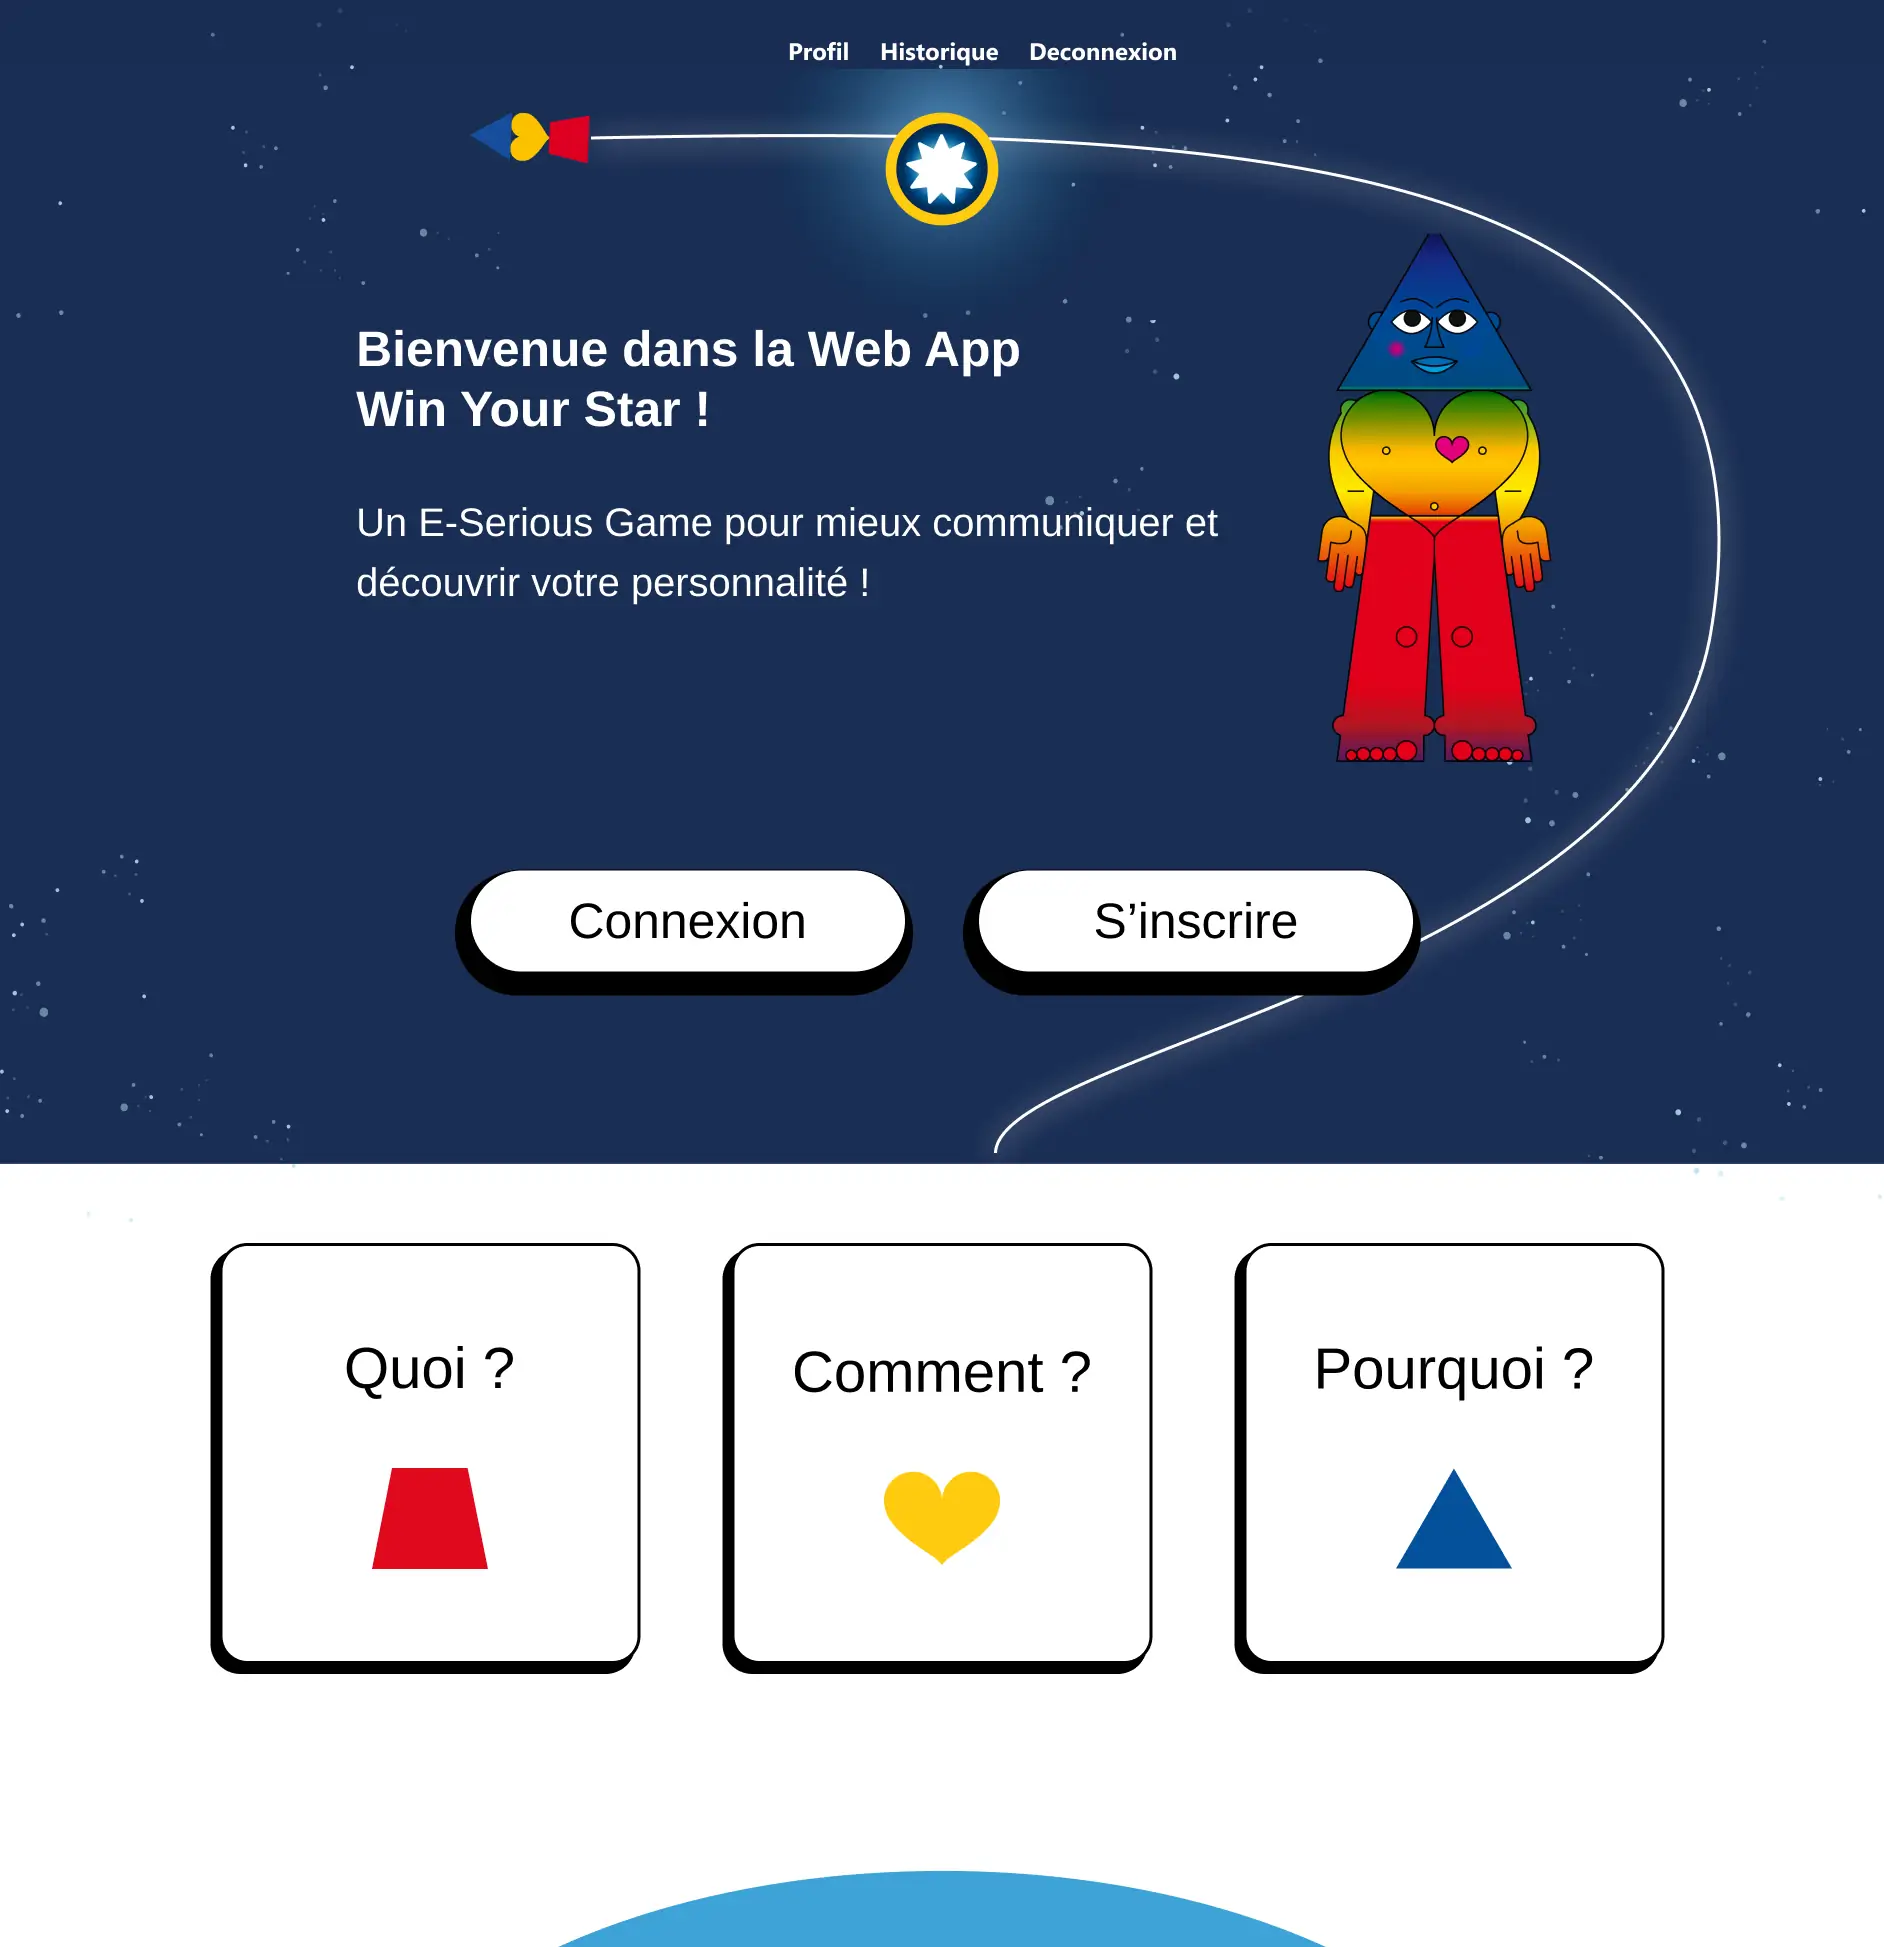 Profil Historique Deconnexion
Bienvenue dans la Web App
Win Your Star !
Un E-Serious Game pour mieux communiquer et
découvrir votre personnalité !
Connexion S’inscrire
Quoi ? Comment ? Pourquoi ?